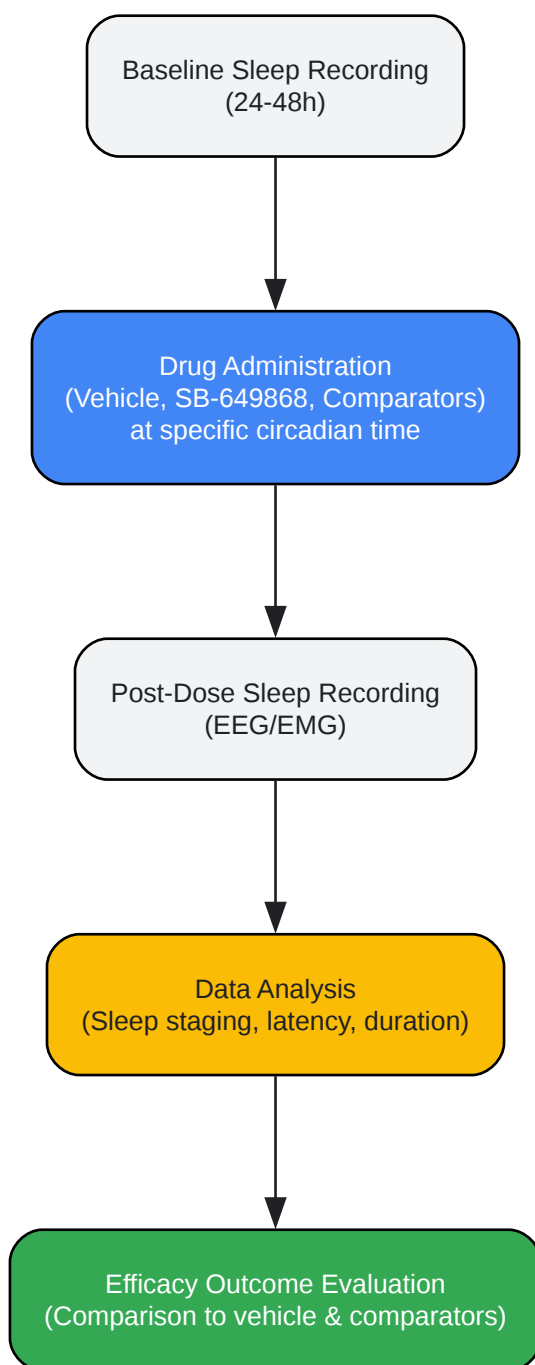 Baseline Sleep Recording
(24-48h)
Drug Administration
(Vehicle, SB-649868, Comparators)
at specific circadian time
Post-Dose Sleep Recording
(EEG/EMG)
Data Analysis
(Sleep staging, latency, duration)
Efficacy Outcome Evaluation
(Comparison to vehicle & comparators)